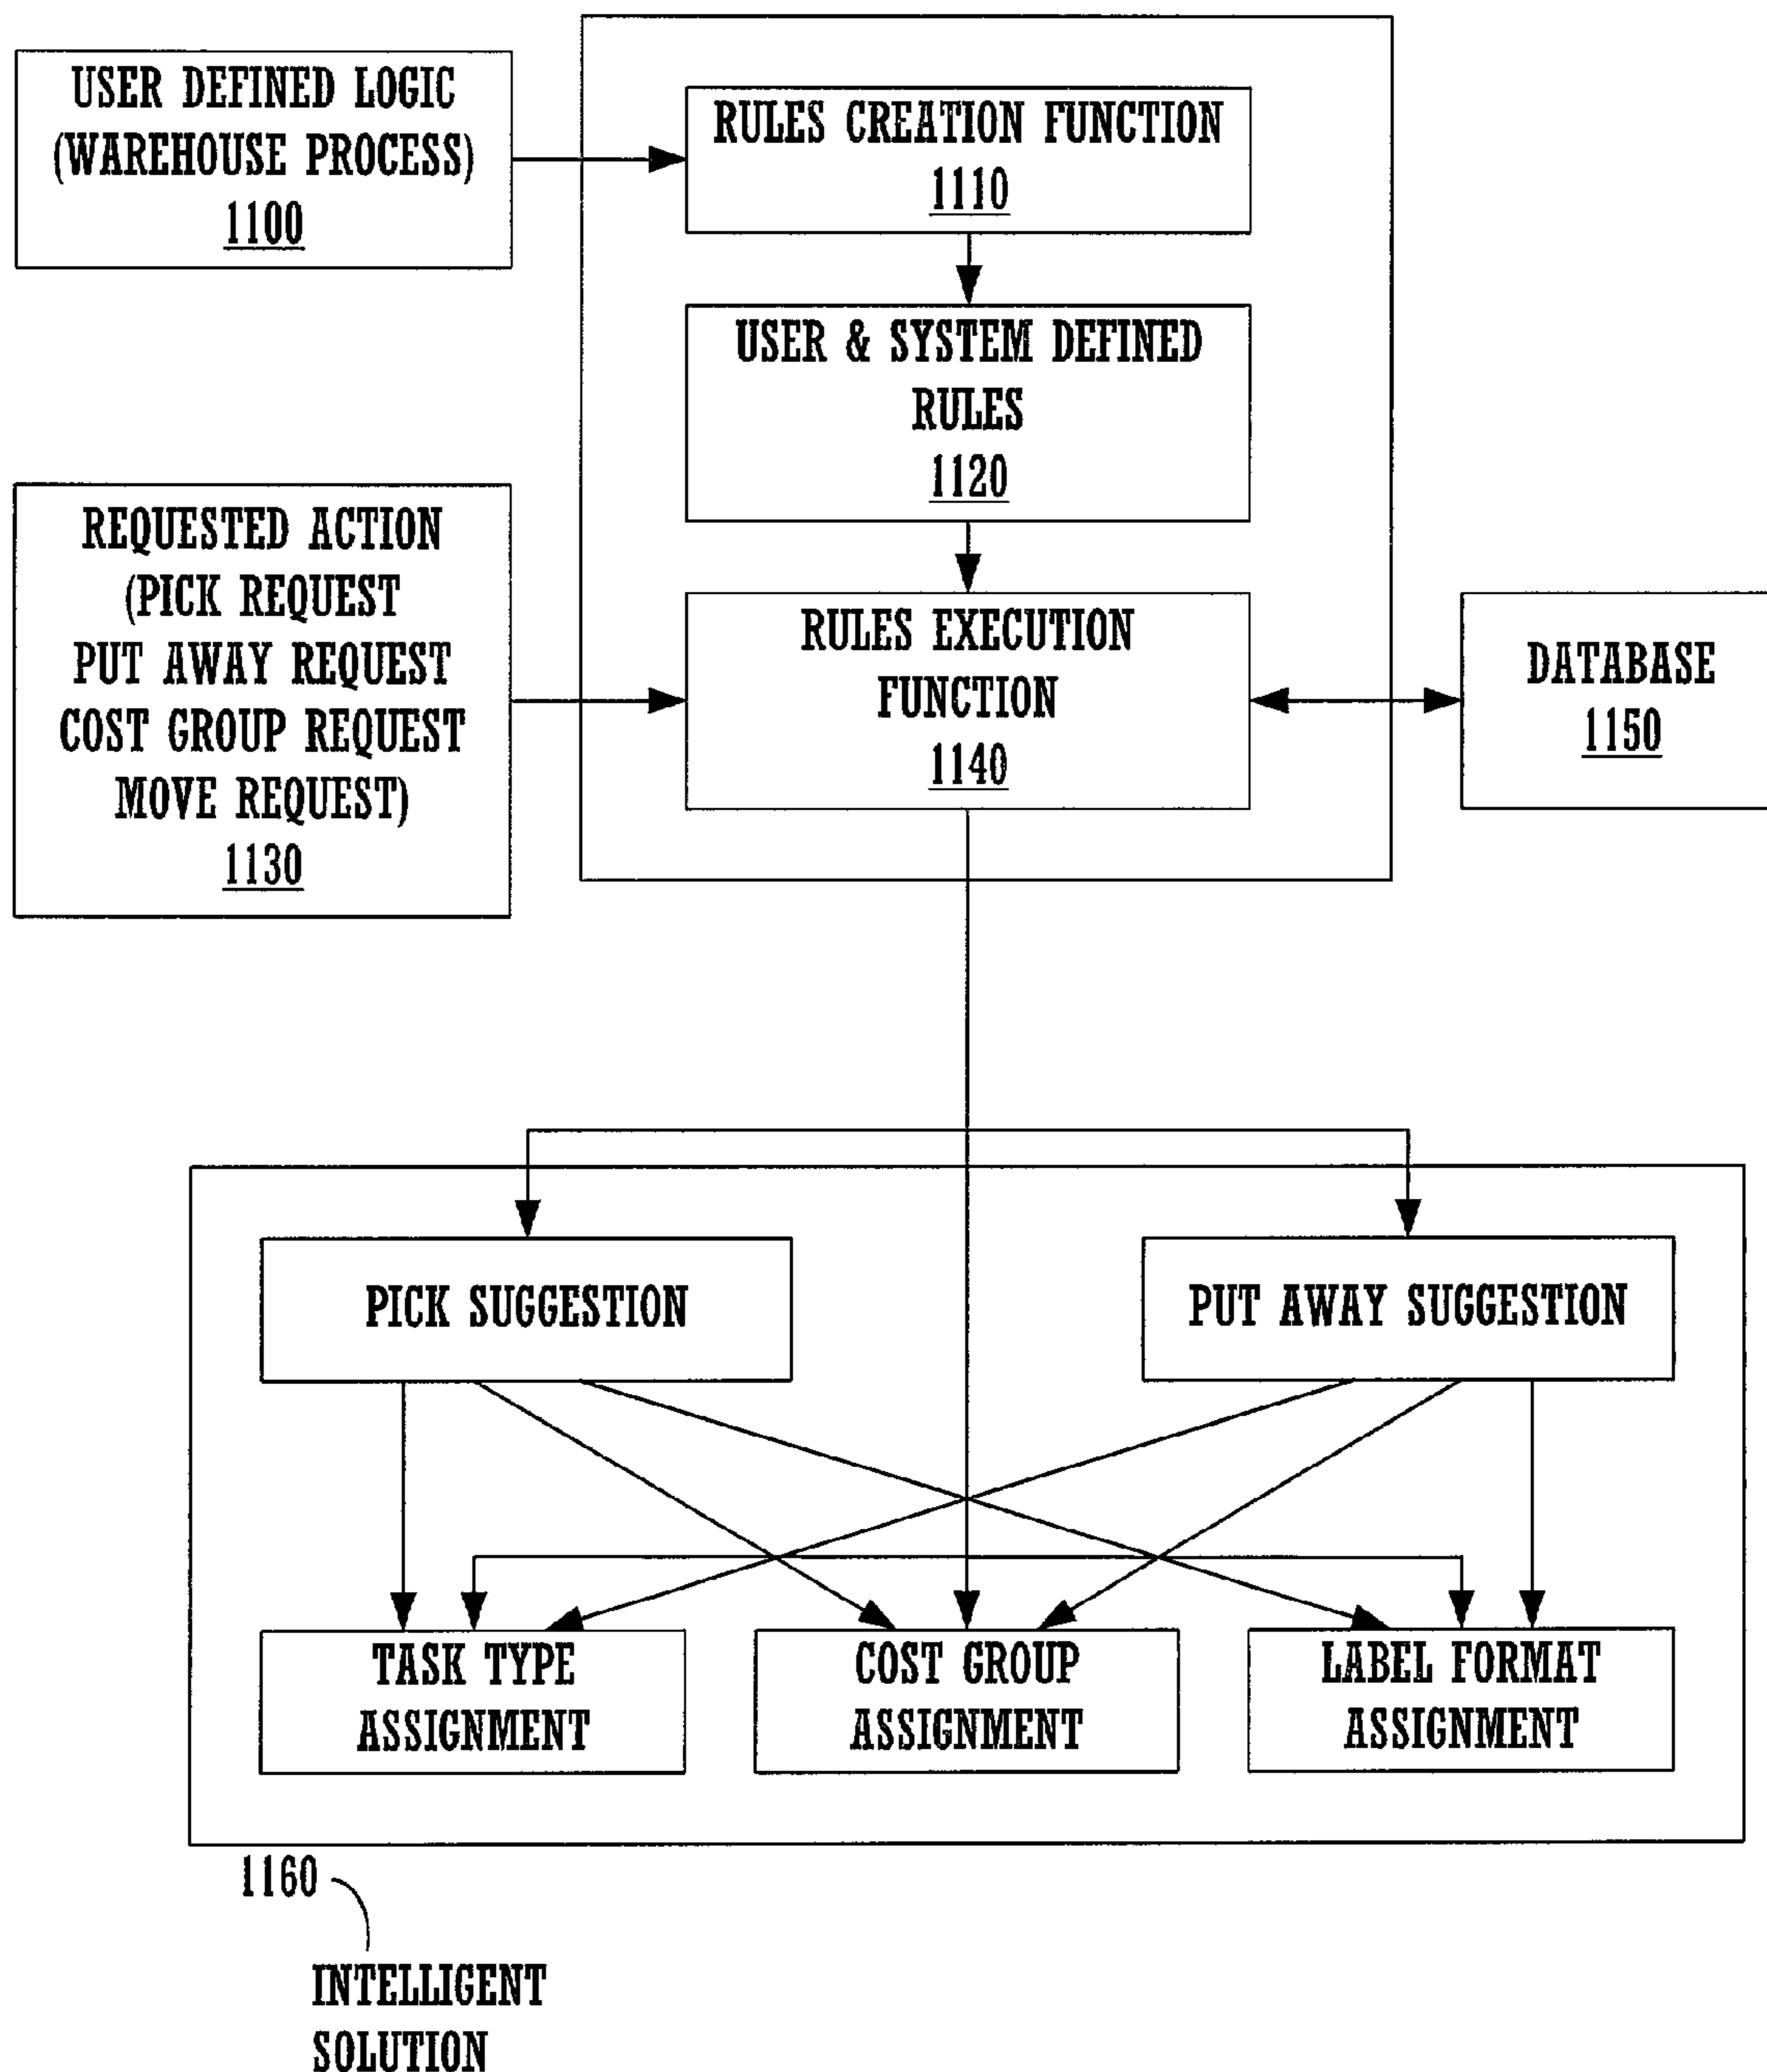 USER DEFINED LOGIC
(WAREHOUSE PROCESS)
1100
RULES CREATION FUNCTION
1110
USER & SYSTEM DEFINED
RULES
1120
REQUESTED ACTION
(PICK REQUEST
PUT AWAY REQUEST
COST GROUP REQUEST
MOVE REQUEST)
1130
RULES EXECUTION
FUNCTION
1140
DATABASE
1150
PICK SUGGESTION
PUT AWAY SUGGESTION
TASK TYPE
ASSIGNMENT
COST GROUP
ASSIGNMENT
LABEL FORMAT
ASSIGNMENT
1160
INTELLIGENT
SOLUTION